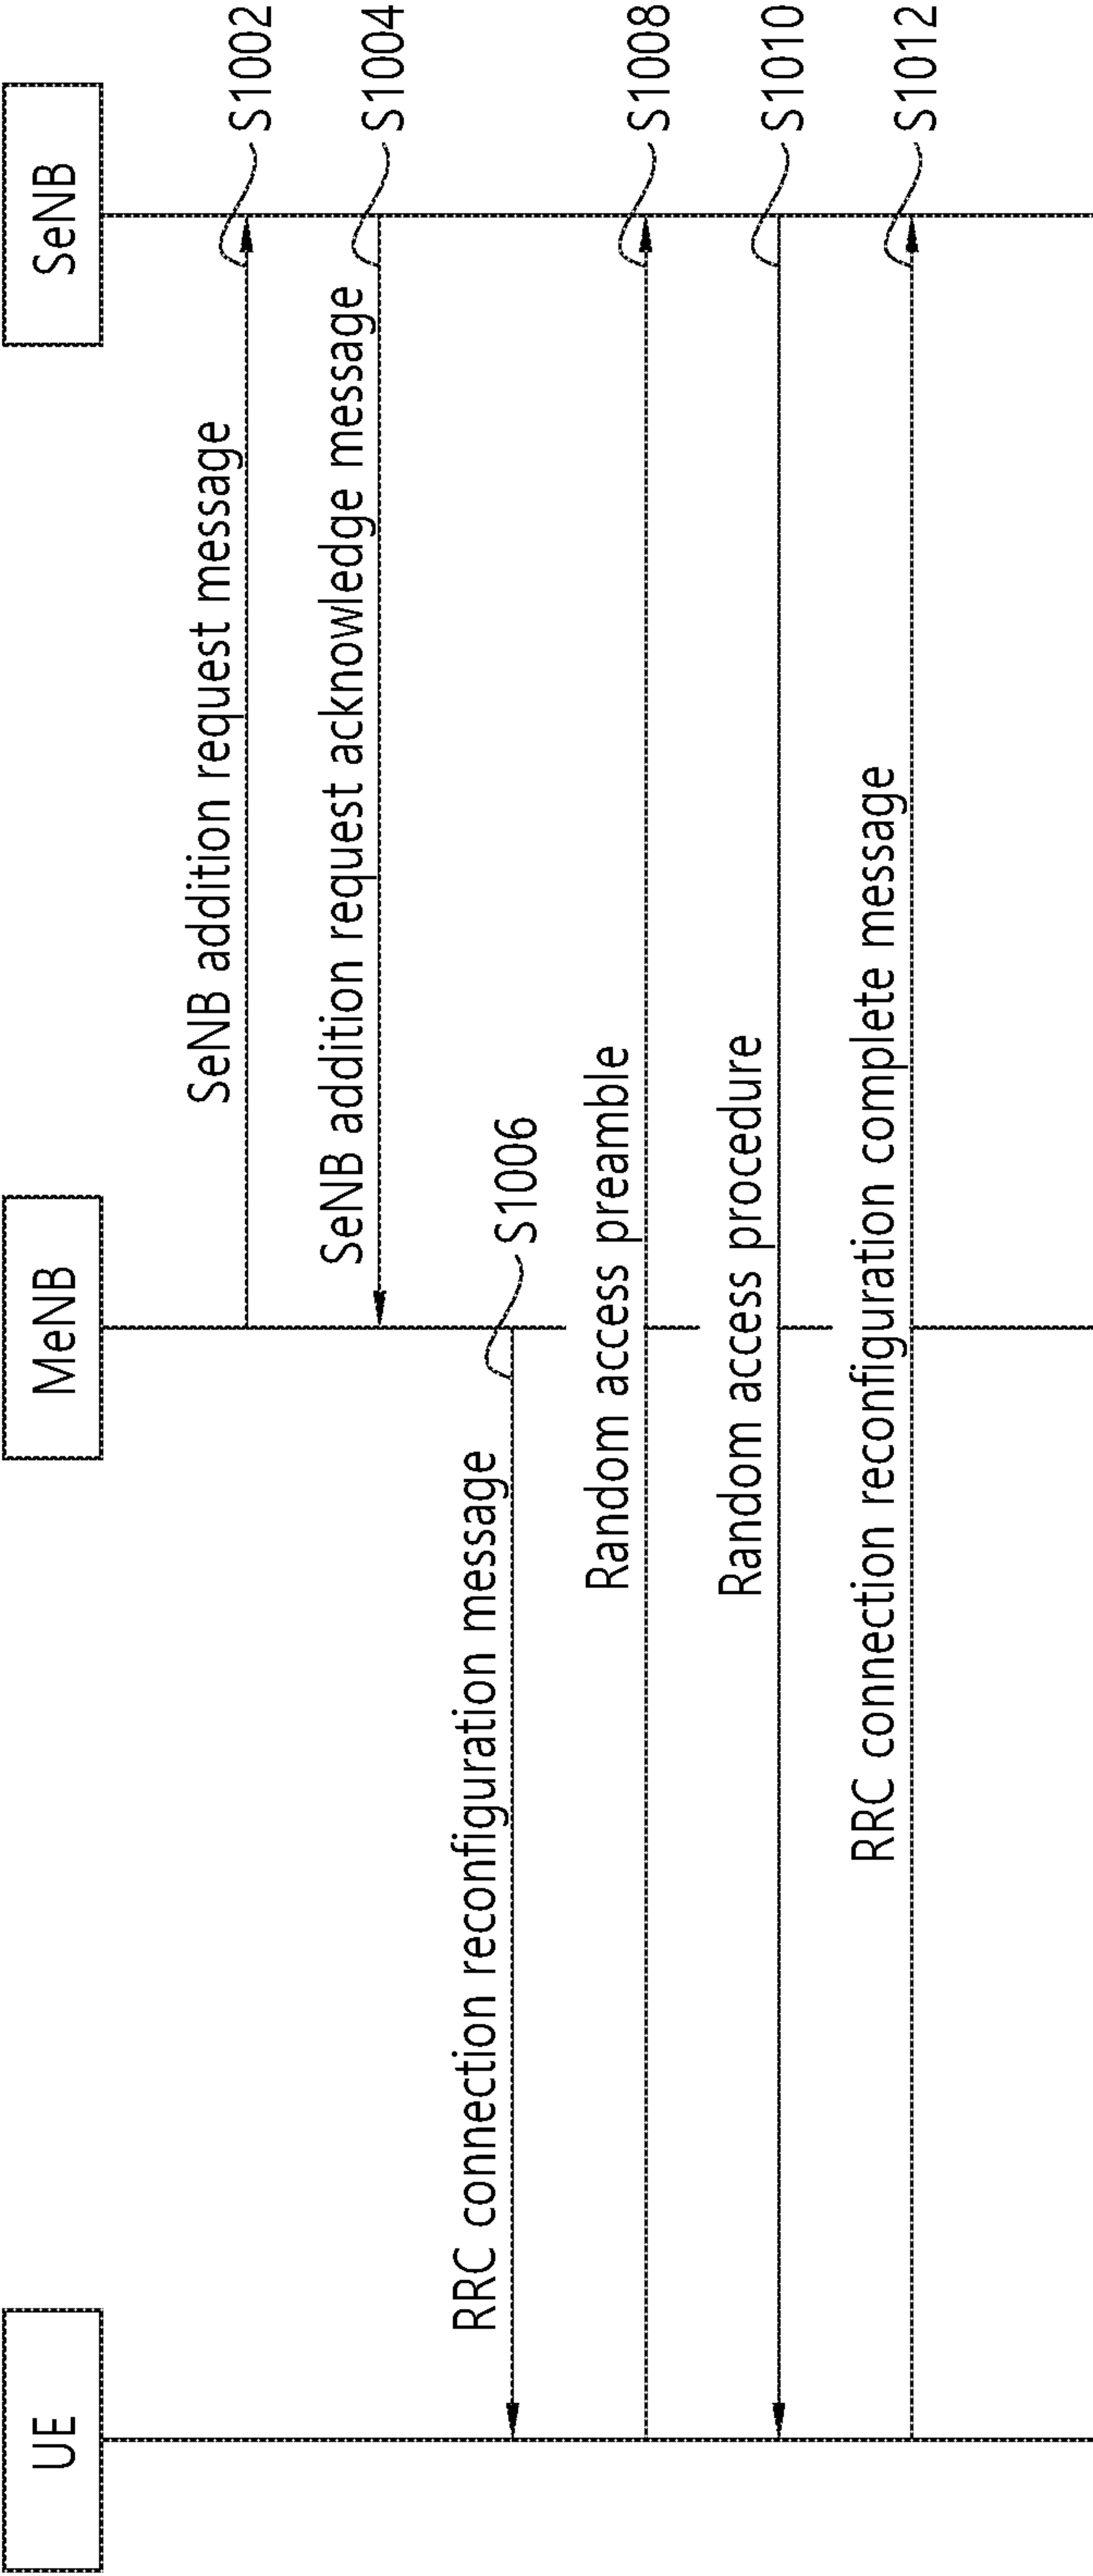 UE
MeNB
SeNB
SeNB addition request message
S1002
SeNB addition request acknowledge message
S1004
RRC connection reconfiguration message
S1006
Random access preamble
S1008
Random access procedure
S1010
RRC connection reconfiguration complete message
S1012